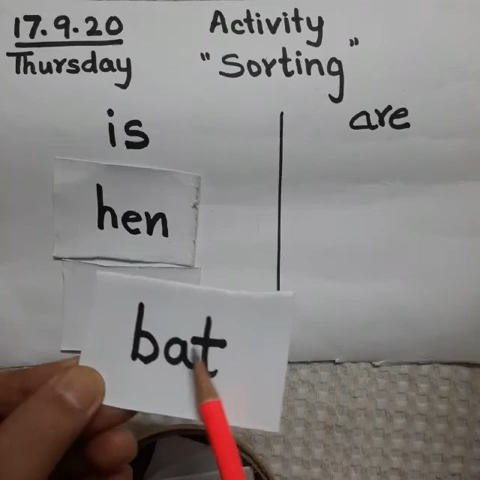 17.9.20
Thursday
Activity
"Sorting"
is
are
hen
bat